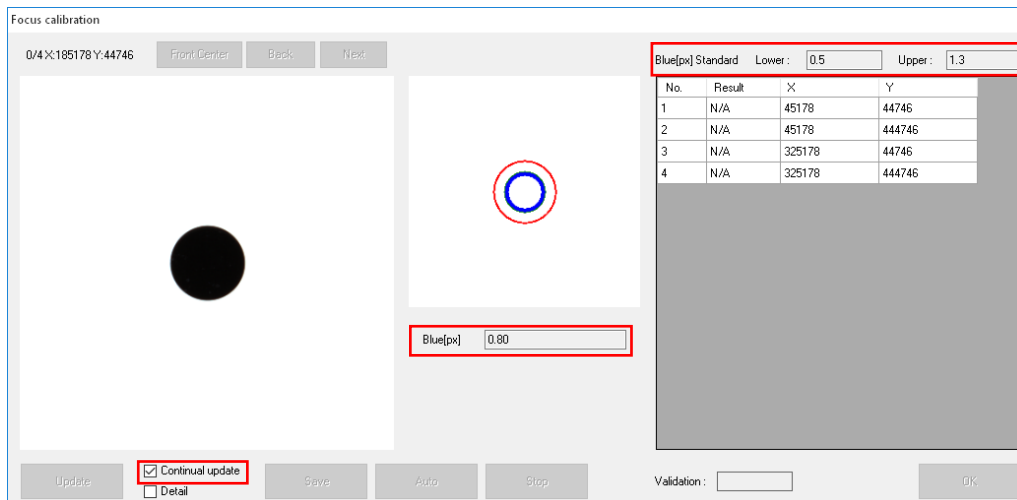 Focus calibration
0/4 X:185178 Y:44746 Front Center Back Next
Blue[px] Standard Lower : 0.5 Upper : 1.3
No. Result X Y
1 N/A 45178 44746
2 N/A 45178 444746
3 N/A 325178 44746
4 N/A 325178 444746
Blue[px] 0.80
Update Continual update Save Auto Stop Validation : OK
Detail